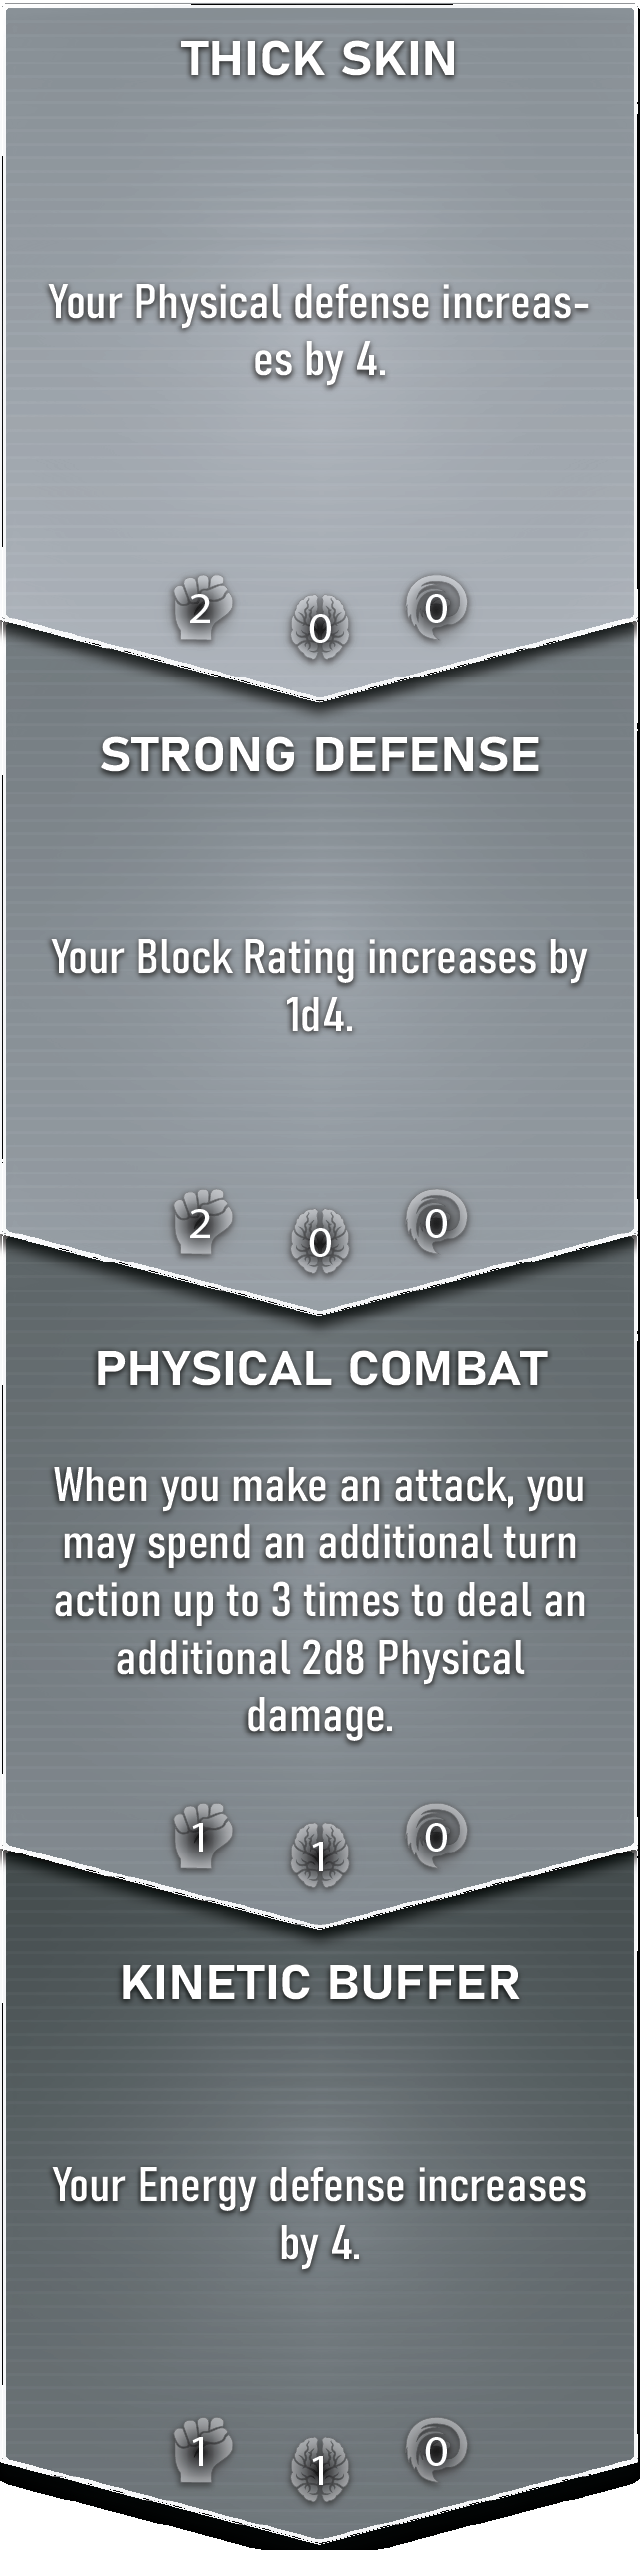 THICK SKIN
Your Physical defense increas-
es by 4.
2 0 0
STRONG DEFENSE
Your Block Rating increases by
1d4.
2 0 0
PHYSICAL COMBAT
When you make an attack, you
may spend an additional turn
action up to 3 times to deal an
additional 2d8 Physical
damage.
1 1 0
KINETIC BUFFER
Your Energy defense increases
by 4.
1 1 0